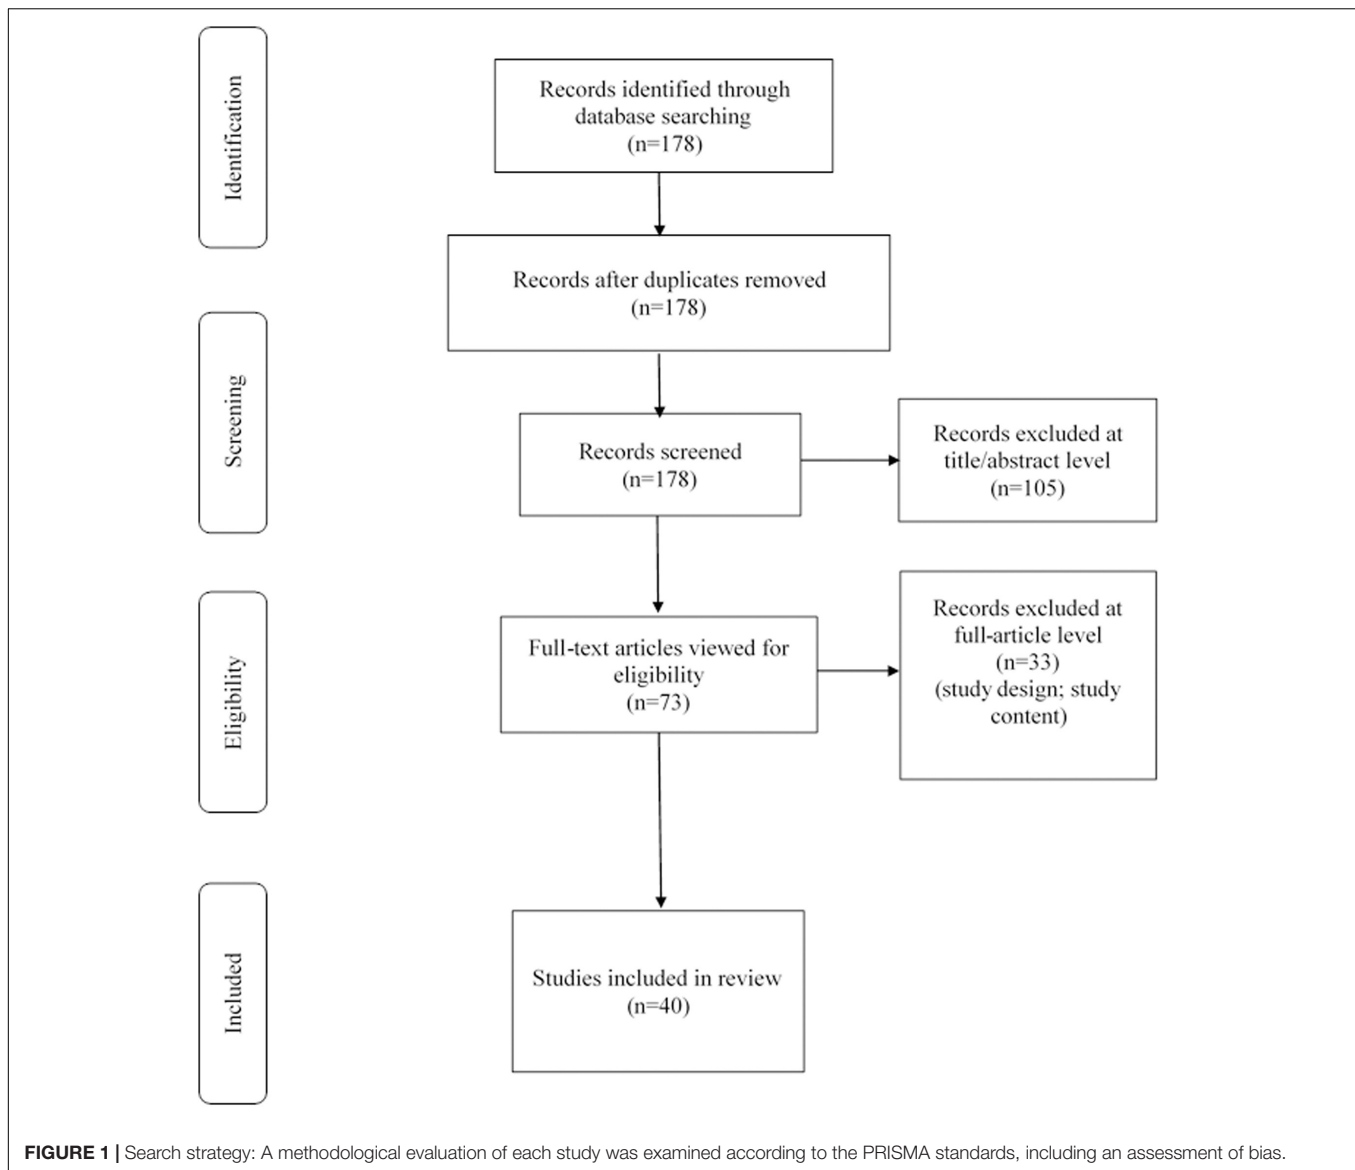 Identification
Records identified through
database searching
(n=178)
Records after duplicates removed
(n=178)
Screening
Records screened
(n=178)
Records excluded at
title/abstract level
(n=105)
Eligibility
Full-text articles viewed for
eligibility
(n=73)
Records excluded at
full-article level
(n=33)
(study design; study
content)
Included
Studies included in review
(n=40)
FIGURE 1 | Search strategy: A methodological evaluation of each study was examined according to the PRISMA standards, including an assessment of bias.